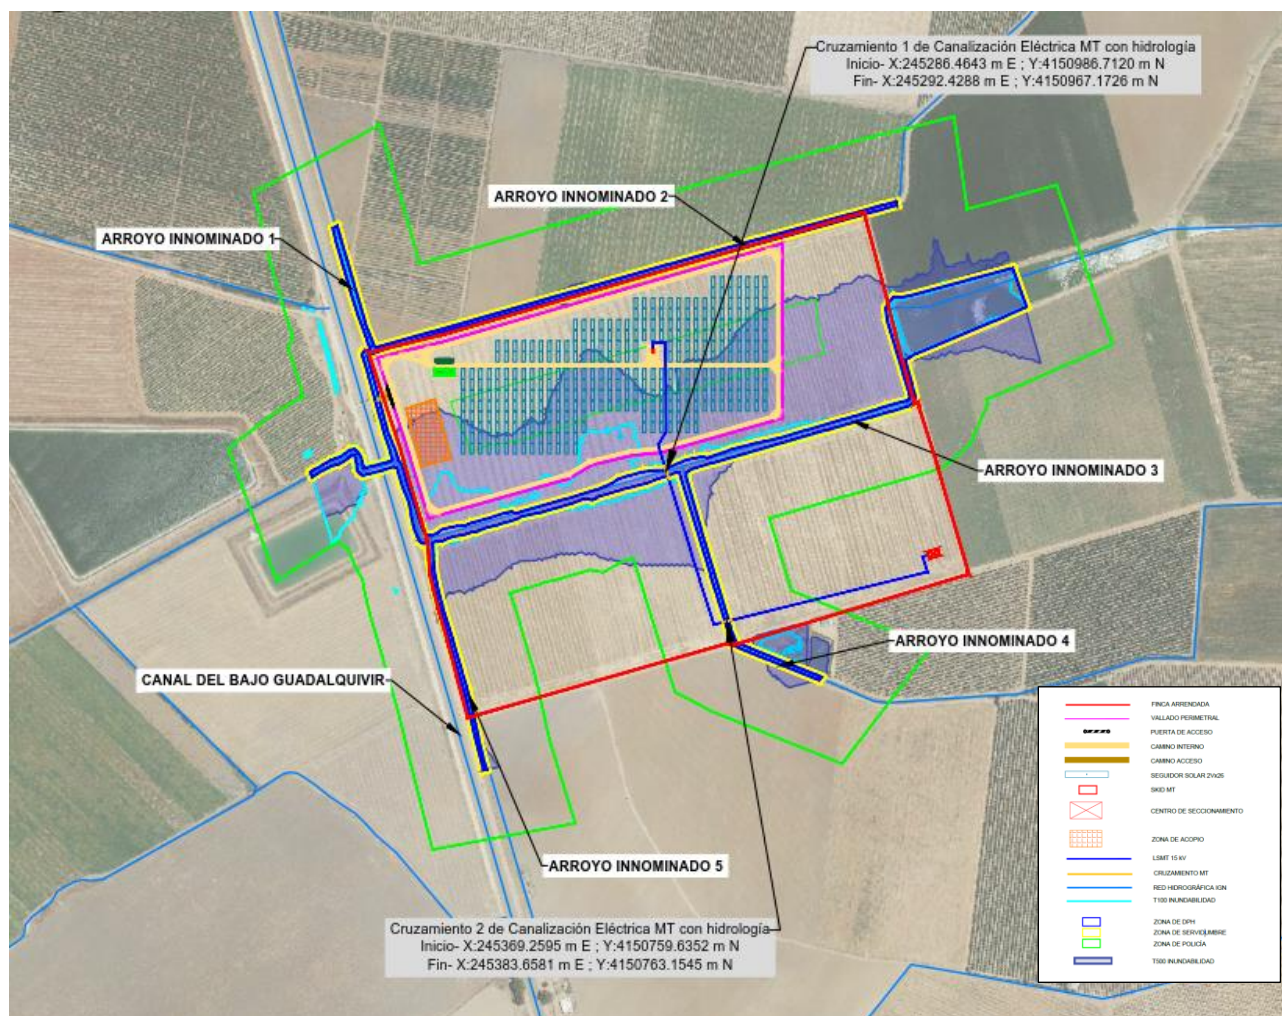 Cruzamiento 1 de Canalización Eléctrica MT con hidrología
Inicio- X:245286.4643 m E ; Y:4150986.7120 m N
Fin- X:245292.4288 m E ; Y:4150967.1726 m N
ARROYO INNOMINADO 2
ARROYO INNOMINADO 1
ARROYO INNOMINADO 3
ARROYO INNOMINADO 4
CANAL DEL BAJO GUADALQUIVIR
ARROYO INNOMINADO 5
Cruzamiento 2 de Canalización Eléctrica MT con hidrología
Inicio- X:245369.2595 m E ; Y:4150759.6352 m N
Fin- X:245383.6581 m E ; Y:4150763.1545 m N
FINCA ARRENDADA
VALLADO PERIMETRAL
PUERTA DE ACCESO
CAMINO INTERNO
CAMINO ACCESO
SEGUIDOR SOLAR 2Vx26
SKID MT
CENTRO DE SECCIONAMIENTO
ZONA DE ACOPIO
LSMT 15 kV
CRUZAMIENTO MT
RED HIDROGRÁFICA IGN
T100 INUNDABILIDAD
ZONA DE DPH
ZONA DE SERVIDUMBRE
ZONA DE POLICÍA
T500 INUNDABILIDAD